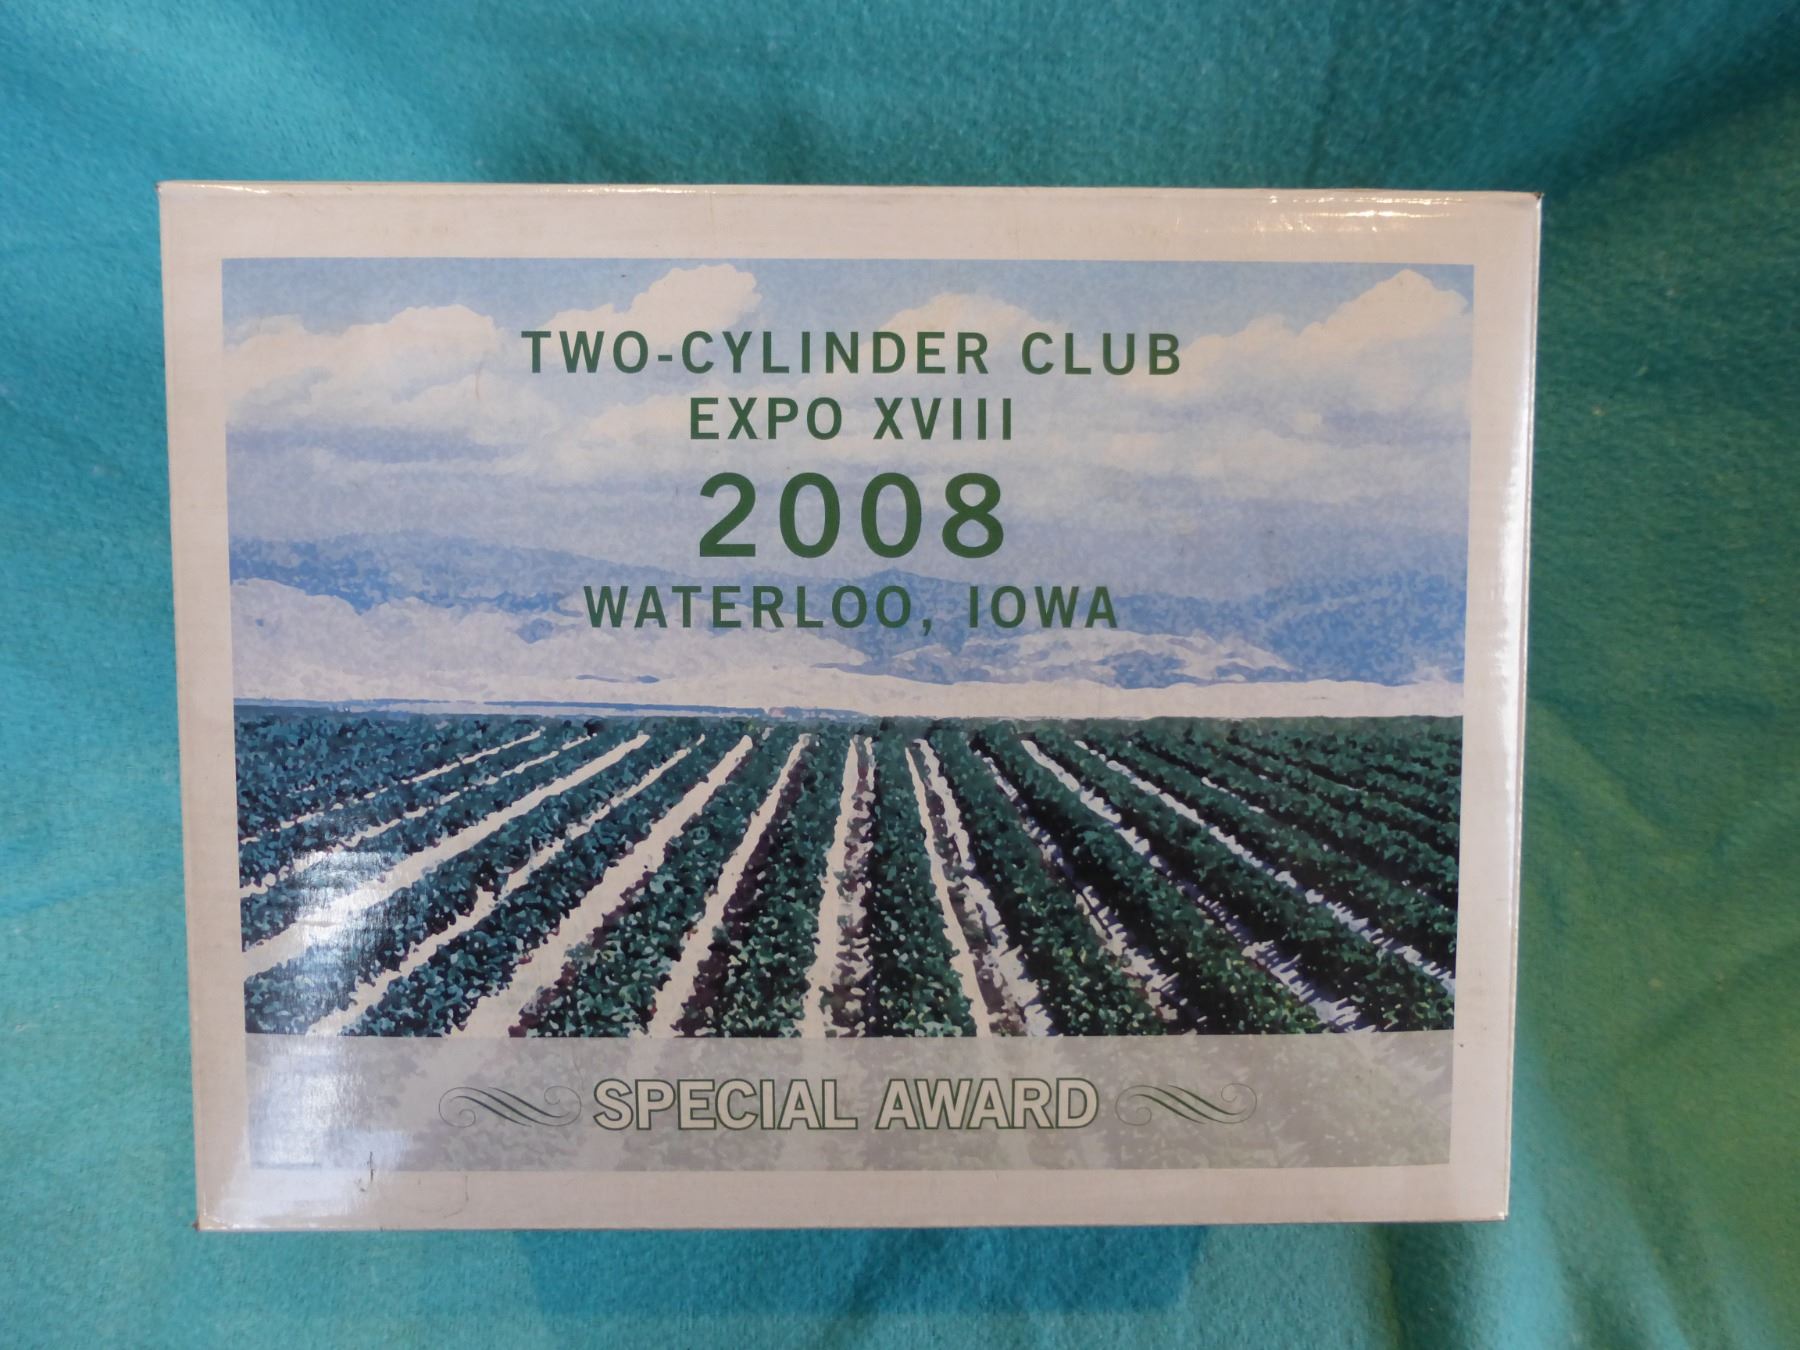 TWO-CYLINDER CLUB
EXPO XVIII
2008
WATERLOO, IOWA
SPECIAL AWARD